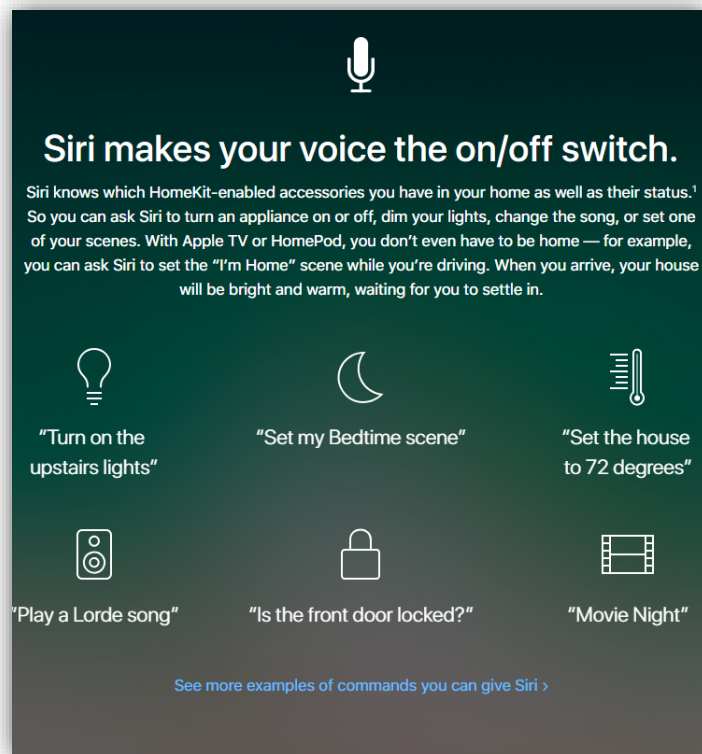 Siri makes your voice the on/off switch.
Siri knows which HomeKit-enabled accessories you have in your home as well as their status.¹
So you can ask Siri to turn an appliance on or off, dim your lights, change the song, or set one
of your scenes. With Apple TV or HomePod, you don’t even have to be home — for example,
you can ask Siri to set the “I’m Home” scene while you’re driving. When you arrive, your house
will be bright and warm, waiting for you to settle in.
“Turn on the
upstairs lights”
“Set my Bedtime scene”
“Set the house
to 72 degrees”
“Play a Lorde song”
“Is the front door locked?”
“Movie Night”
See more examples of commands you can give Siri ›